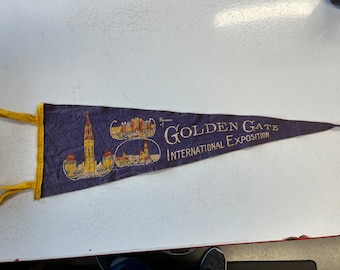 GOLDEN GATE
INTERNATIONAL EXPOSITION